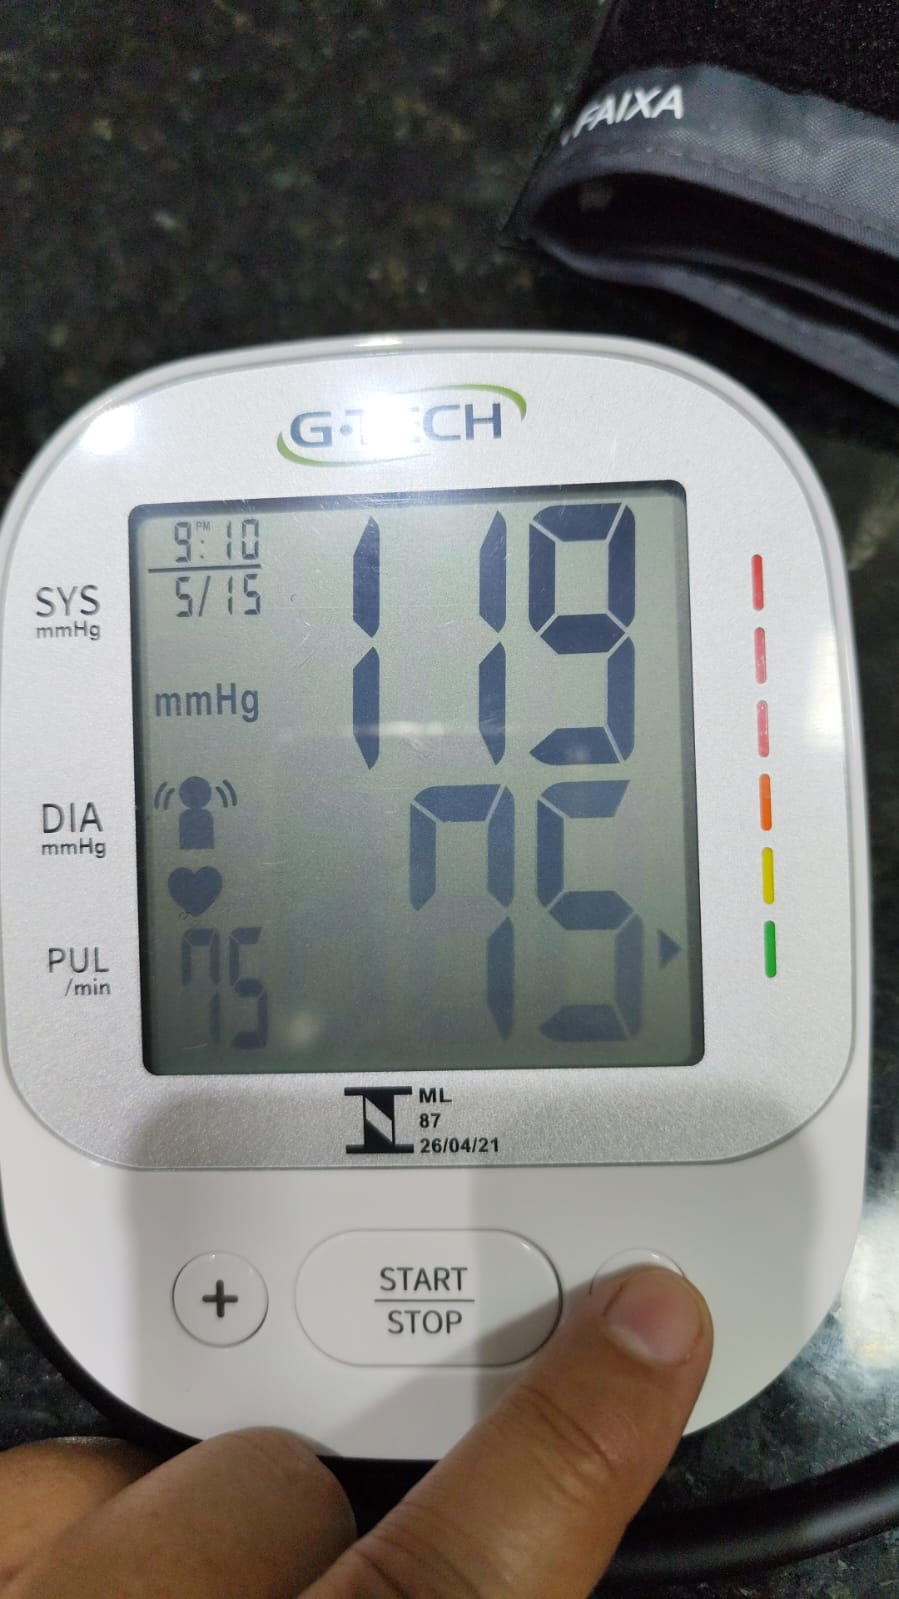 FAIXA
G·TECH
9:10 PM
5/15
119
SYS
mmHg
mmHg
DIA
mmHg
75
PUL
/min
75
ML
87
26/04/21
+
START
STOP